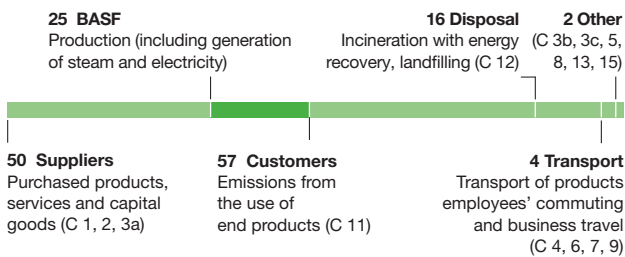 25 BASF
Production (including generation
of steam and electricity)
16 Disposal
Incineration with energy
recovery, landfilling (C 12)
2 Other
(C 3b, 3c, 5,
8, 13, 15)
50 Suppliers
Purchased products,
services and capital
goods (C 1, 2, 3a)
57 Customers
Emissions from
the use of
end products (C 11)
4 Transport
Transport of products
employees’ commuting
and business travel
(C 4, 6, 7, 9)